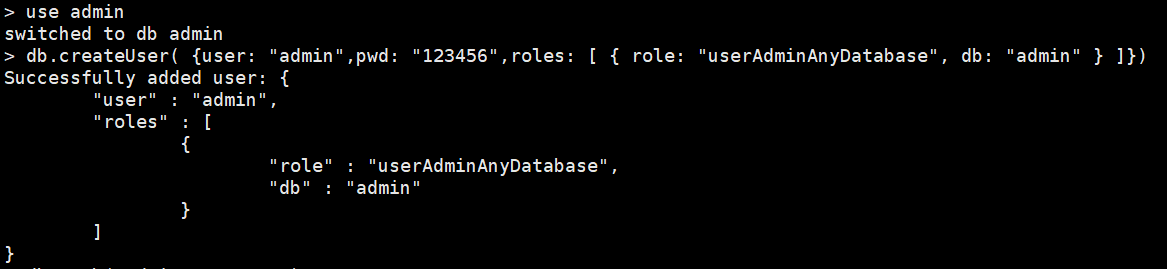 > use admin
switched to db admin
> db.createUser( {user: "admin",pwd: "123456",roles: [ { role: "userAdminAnyDatabase", db: "admin" } ]})
Successfully added user: {
        "user" : "admin",
        "roles" : [
                {
                        "role" : "userAdminAnyDatabase",
                        "db" : "admin"
                }
        ]
}